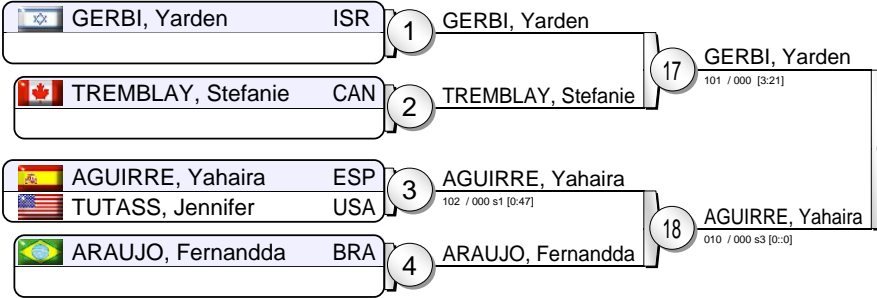 GERBI, Yarden ISR
1
GERBI, Yarden
17
GERBI, Yarden
101 / 000 [3:21]
TREMBLAY, Stefanie CAN
2
TREMBLAY, Stefanie
AGUIRRE, Yahaira ESP
TUTASS, Jennifer USA
3
AGUIRRE, Yahaira
102 / 000 s1 [0:47]
18
AGUIRRE, Yahaira
010 / 000 s3 [0::0]
ARAUJO, Fernandda BRA
4
ARAUJO, Fernandda